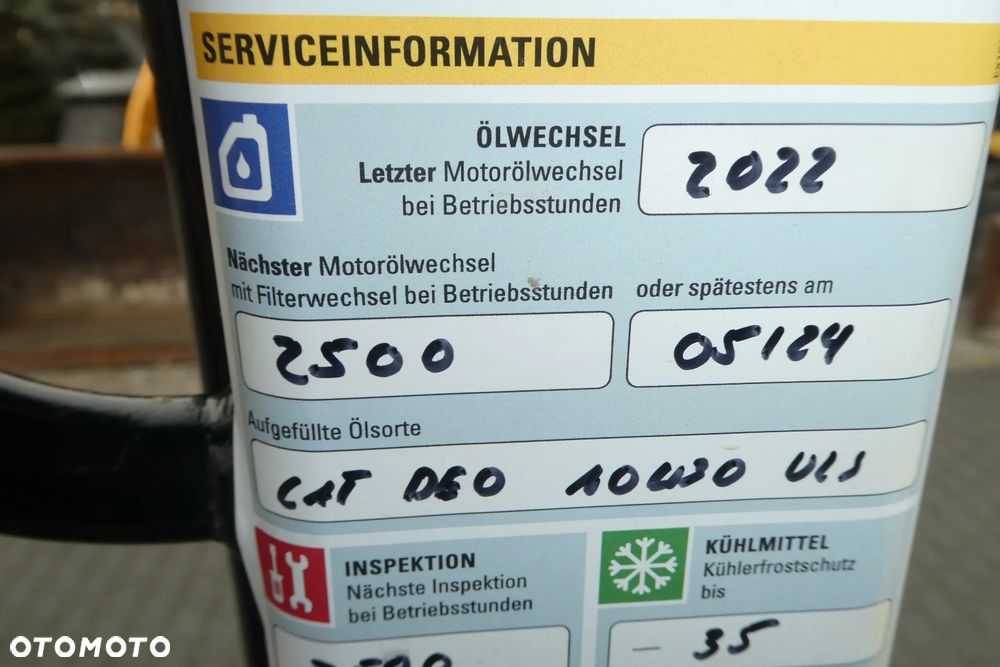 SERVICEINFORMATION
ÖLWECHSEL
Letzter Motorölwechsel
bei Betriebsstunden
2022
Nächster Motorölwechsel
mit Filterwechsel bei Betriebsstunden
oder spätestens am
2500
05/24
Aufgefüllte Ölsorte
CAT DEO 10W30 ULS
INSPEKTION
Nächste Inspektion
bei Betriebsstunden
2500
KÜHLMITTEL
Kühlerfrostschutz
bis
– 35
OTOMOTO